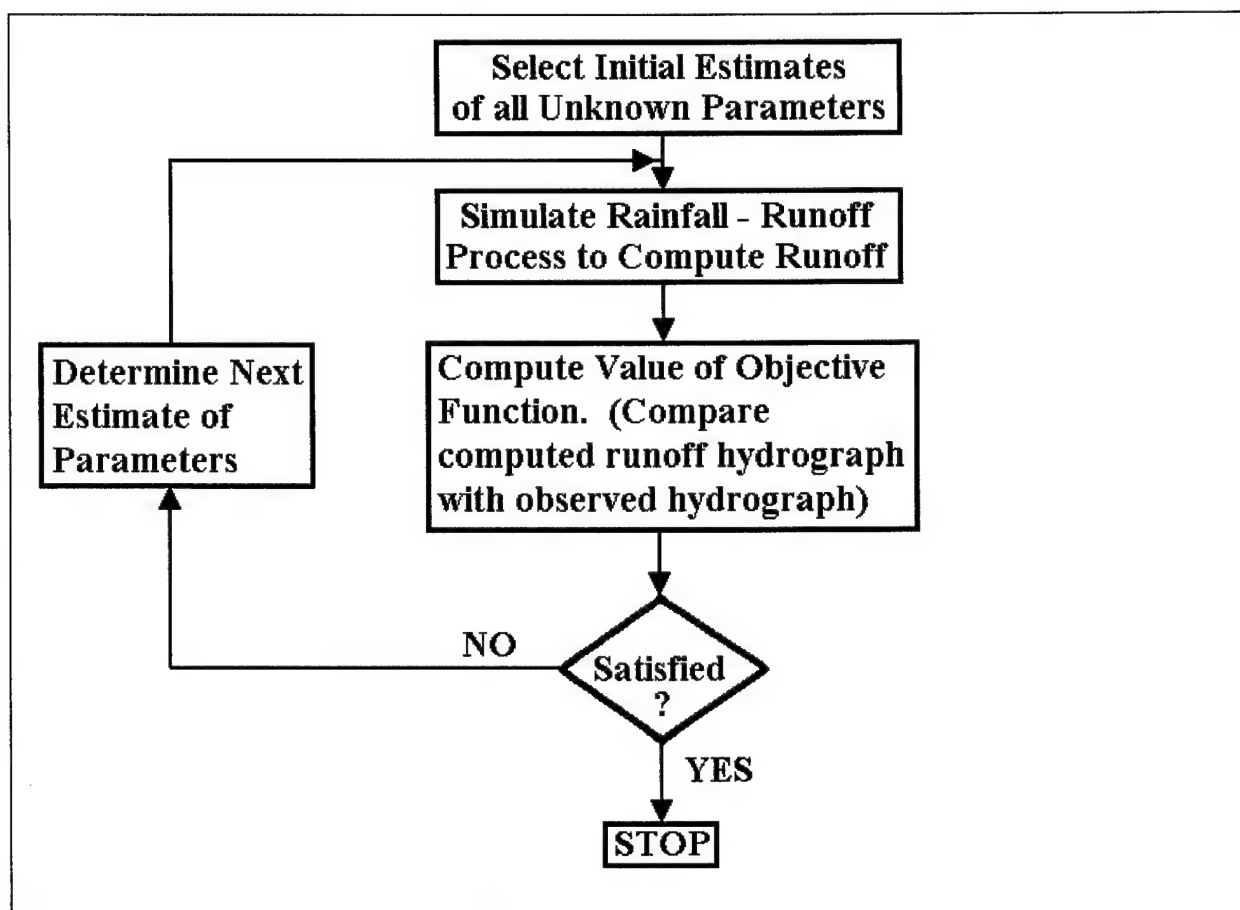 Select Initial Estimates
of all Unknown Parameters
Simulate Rainfall - Runoff
Process to Compute Runoff
Compute Value of Objective
Function. (Compare
computed runoff hydrograph
with observed hydrograph)
Determine Next
Estimate of
Parameters
NO
Satisfied
?
YES
STOP